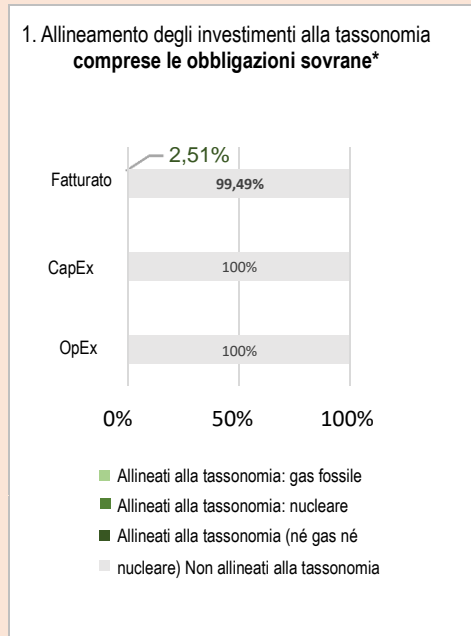 1. Allineamento degli investimenti alla tassonomia
comprese le obbligazioni sovrane*
2,51%
Fatturato
99,49%
CapEx
100%
OpEx
100%
0% 50% 100%
Allineati alla tassonomia: gas fossile
Allineati alla tassonomia: nucleare
Allineati alla tassonomia (né gas né
nucleare) Non allineati alla tassonomia